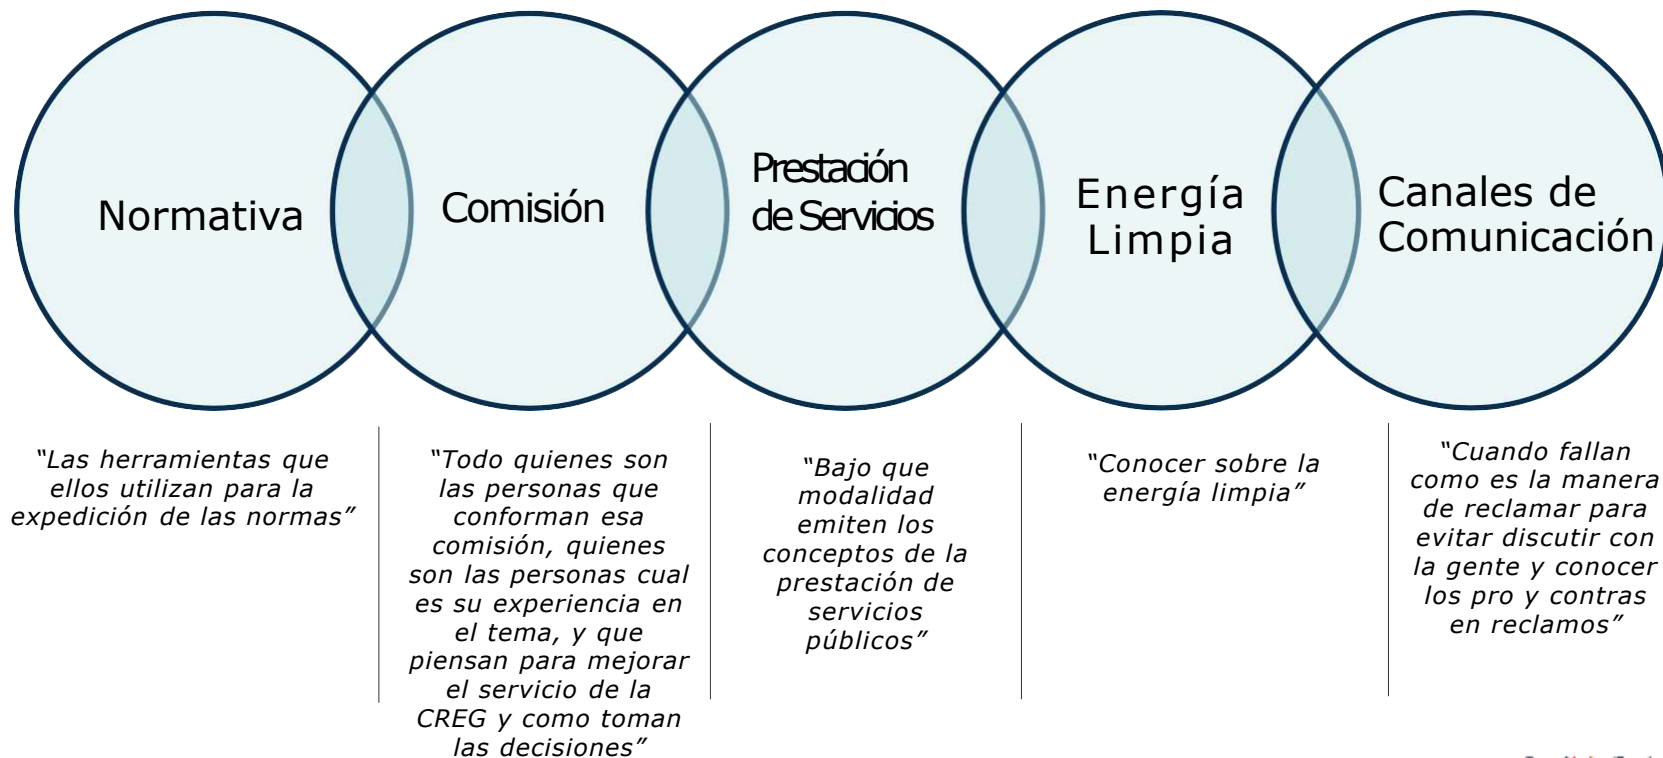 Normativa
Comisión
Prestación
de Servicios
Energía
Limpia
Canales de
Comunicación
“Las herramientas que
ellos utilizan para la
expedición de las normas”
“Todo quienes son
las personas que
conforman esa
comisión, quienes
son las personas cual
es su experiencia en
el tema, y que
piensan para mejorar
el servicio de la
CREG y como toman
las decisiones”
“Bajo que
modalidad
emiten los
conceptos de la
prestación de
servicios
públicos”
“Conocer sobre la
energía limpia”
“Cuando fallan
como es la manera
de reclamar para
evitar discutir con
la gente y conocer
los pro y contras
en reclamos”